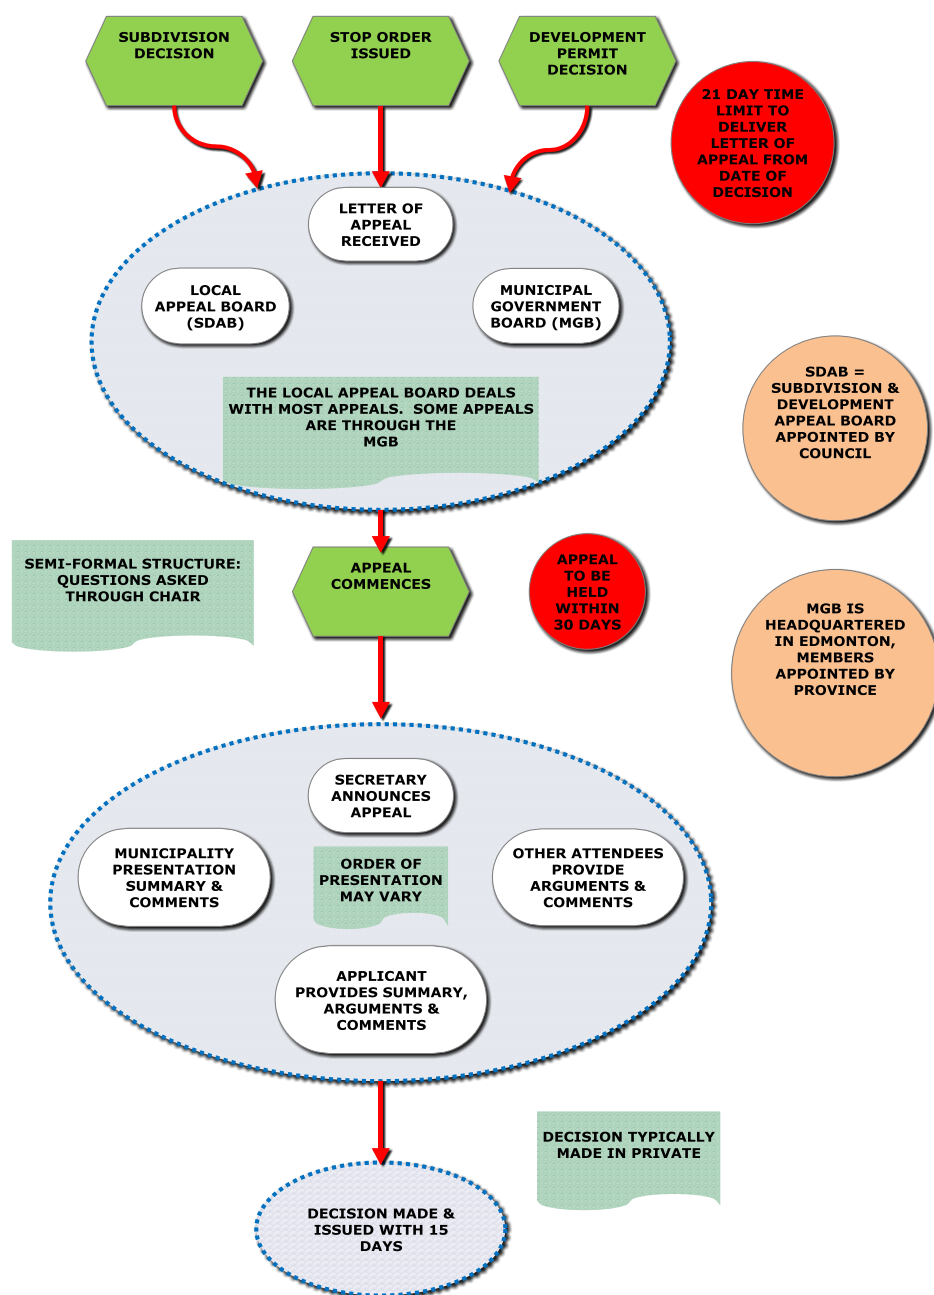 SUBDIVISION
DECISION
STOP ORDER
ISSUED
DEVELOPMENT
PERMIT
DECISION
21 DAY TIME
LIMIT TO
DELIVER
LETTER OF
APPEAL FROM
DATE OF
DECISION
LETTER OF
APPEAL
RECEIVED
LOCAL
APPEAL BOARD
(SDAB)
MUNICIPAL
GOVERNMENT
BOARD (MGB)
THE LOCAL APPEAL BOARD DEALS
WITH MOST APPEALS.  SOME APPEALS
ARE THROUGH THE
MGB
SDAB =
SUBDIVISION &
DEVELOPMENT
APPEAL BOARD
APPOINTED BY
COUNCIL
SEMI-FORMAL STRUCTURE:
QUESTIONS ASKED
THROUGH CHAIR
APPEAL
COMMENCES
APPEAL
TO BE
HELD
WITHIN
30 DAYS
MGB IS
HEADQUARTERED
IN EDMONTON,
MEMBERS
APPOINTED BY
PROVINCE
SECRETARY
ANNOUNCES
APPEAL
MUNICIPALITY
PRESENTATION
SUMMARY &
COMMENTS
ORDER OF
PRESENTATION
MAY VARY
OTHER ATTENDEES
PROVIDE
ARGUMENTS &
COMMENTS
APPLICANT
PROVIDES SUMMARY,
ARGUMENTS &
COMMENTS
DECISION TYPICALLY
MADE IN PRIVATE
DECISION MADE &
ISSUED WITH 15
DAYS